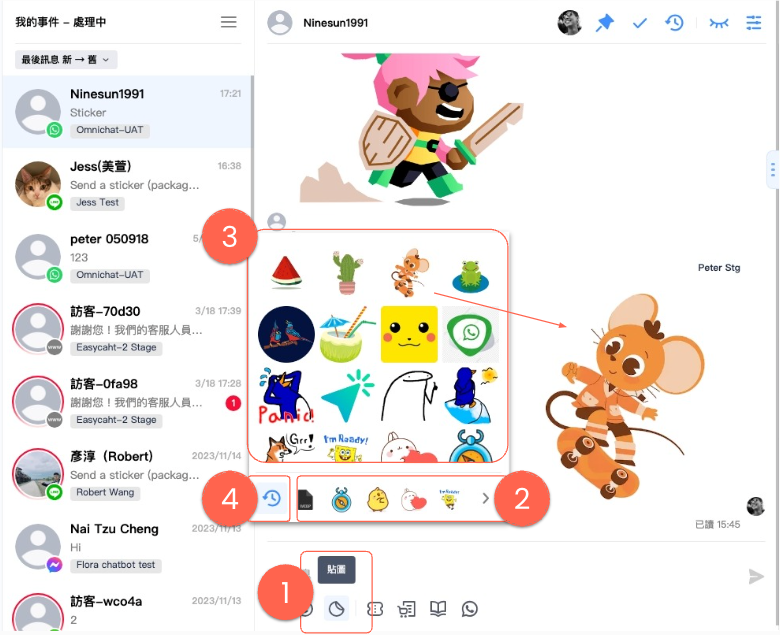 我的事件 – 處理中
最後訊息 新 → 舊
Ninesun1991
17:21
Sticker
Omnichat-UAT
Jess(美萱)
16:38
Send a sticker (packag...
Jess Test
peter 050918
5/
123
Omnichat-UAT
訪客-70d30
3/18 17:39
謝謝您！我們的客服人員...
Easycaht-2 Stage
訪客-0fa98
3/18 17:28
謝謝您！我們的客服人員...
1
Easycaht-2 Stage
彥淳（Robert)
2023/11/14
Send a sticker (packag...
Robert Wang
Nai Tzu Cheng
2023/11/13
Hi
Flora chatbot test
訪客-wco4a
2023/11/13
2
Ninesun1991
3
Peter Stg
Panic!
Grr!
I'm Ready!
4
2
已讀 15:45
貼圖
1